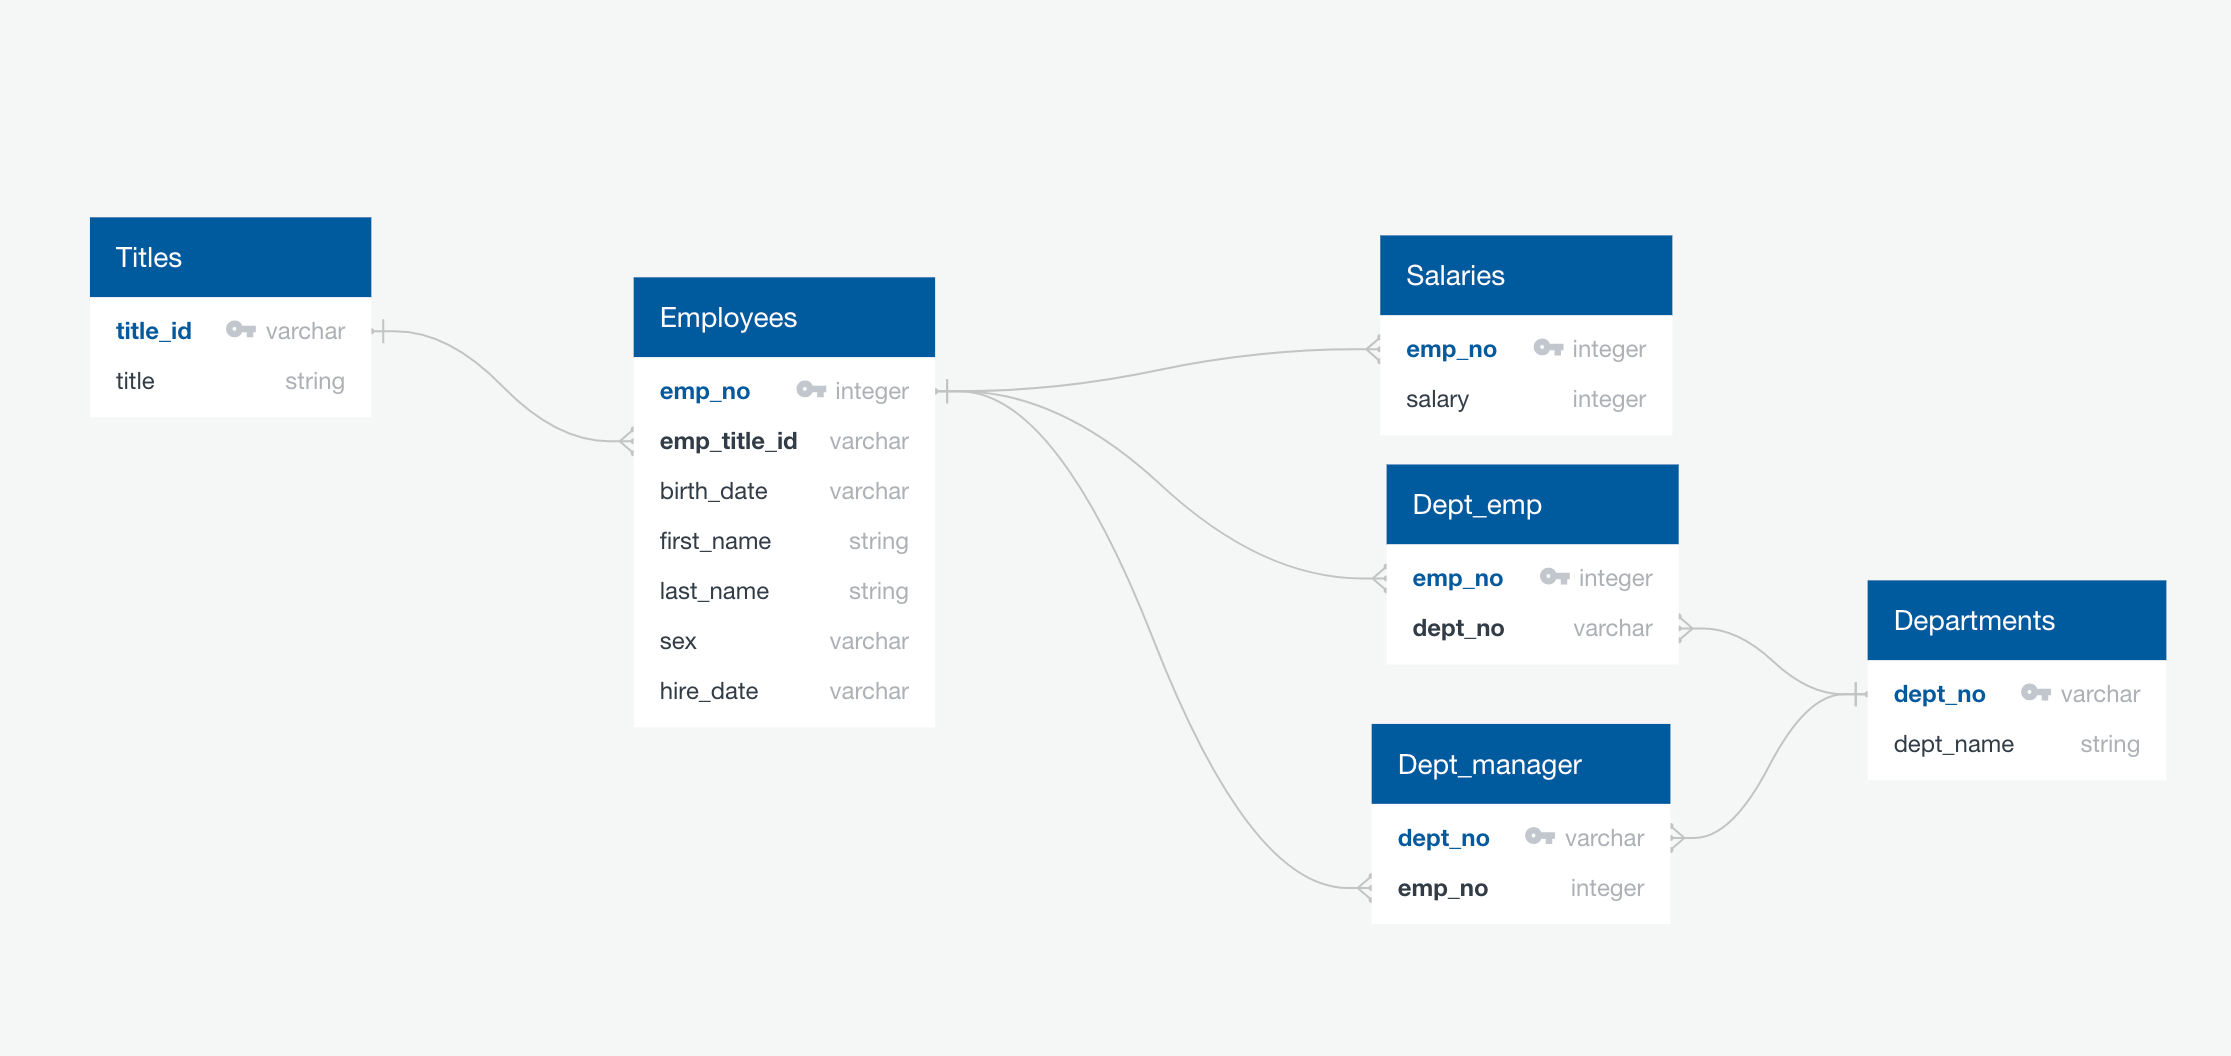 Titles
title_id varchar
title string
Employees
emp_no integer
emp_title_id varchar
birth_date varchar
first_name string
last_name string
sex varchar
hire_date varchar
Salaries
emp_no integer
salary integer
Dept_emp
emp_no integer
dept_no varchar
Dept_manager
dept_no varchar
emp_no integer
Departments
dept_no varchar
dept_name string